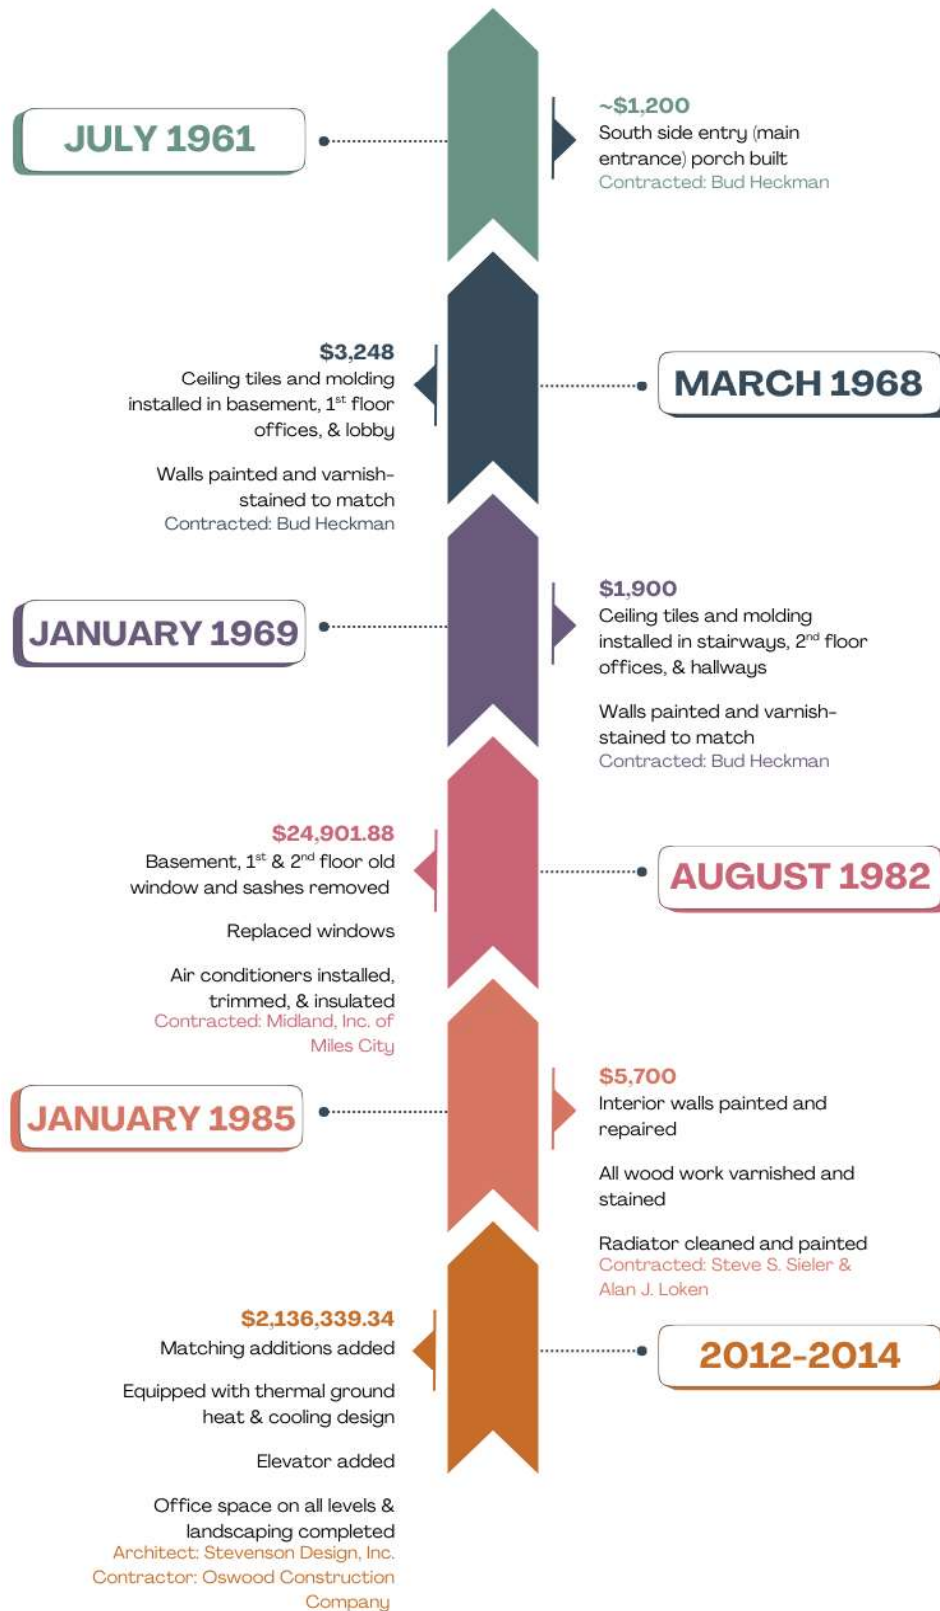 JULY 1961
~$1,200
South side entry (main
entrance) porch built
Contracted: Bud Heckman
MARCH 1968
$3,248
Ceiling tiles and molding
installed in basement, 1st floor
offices, & lobby
Walls painted and varnish-
stained to match
Contracted: Bud Heckman
JANUARY 1969
$1,900
Ceiling tiles and molding
installed in stairways, 2nd floor
offices, & hallways
Walls painted and varnish-
stained to match
Contracted: Bud Heckman
AUGUST 1982
$24,901.88
Basement, 1st & 2nd floor old
window and sashes removed
Replaced windows
Air conditioners installed,
trimmed, & insulated
Contracted: Midland, Inc. of
Miles City
JANUARY 1985
$5,700
Interior walls painted and
repaired
All wood work varnished and
stained
Radiator cleaned and painted
Contracted: Steve S. Sieler &
Alan J. Loken
2012-2014
$2,136,339.34
Matching additions added
Equipped with thermal ground
heat & cooling design
Elevator added
Office space on all levels &
landscaping completed
Architect: Stevenson Design, Inc.
Contractor: Oswood Construction
Company